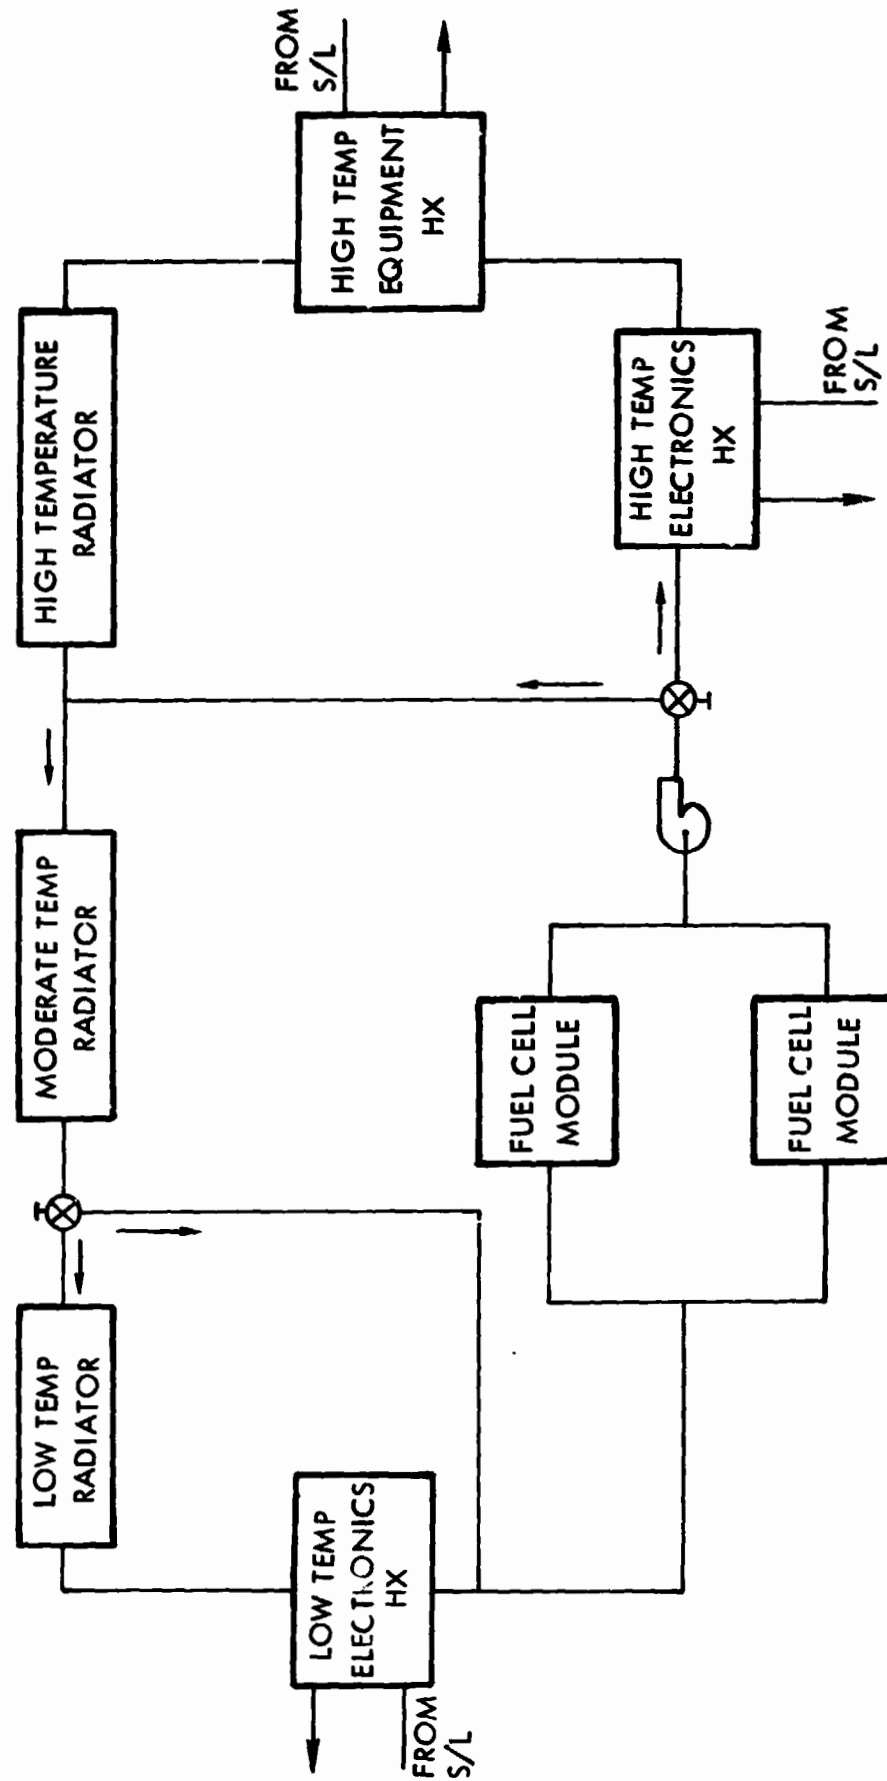 LOW TEMP
RADIATOR
MODERATE TEMP
RADIATOR
HIGH TEMPERATURE
RADIATOR
LOW TEMP
ELECTRONICS
HX
FROM
S/L
HIGH TEMP
EQUIPMENT
HX
FROM
S/L
FUEL CELL
MODULE
HIGH TEMP
ELECTRONICS
HX
FUEL CELL
MODULE
FROM
S/L